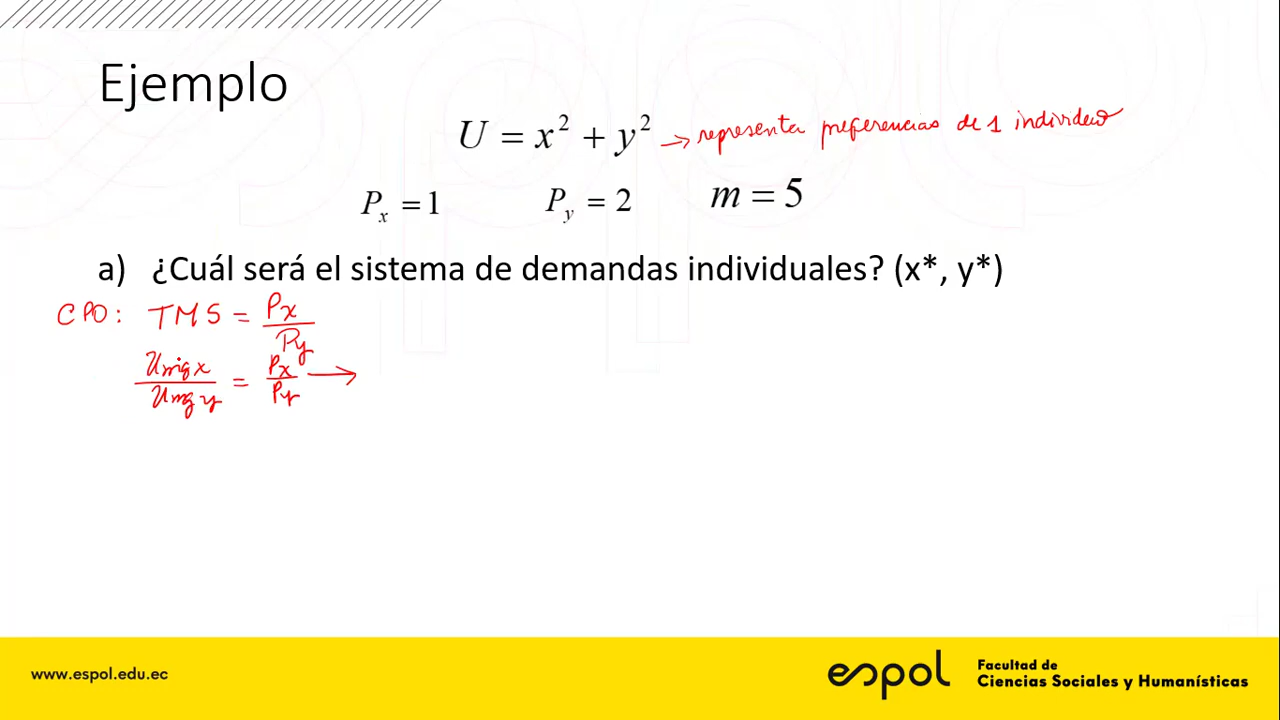 Ejemplo
U = x² + y² → representa preferencias de 1 individuo
Pₓ = 1 P_y = 2 m = 5
a) ¿Cuál será el sistema de demandas individuales? (x*, y*)
CPO: TMS = Px / Py
Umgx / Umgy = Px / Py →
www.espol.edu.ec
espol
Facultad de
Ciencias Sociales y Humanísticas